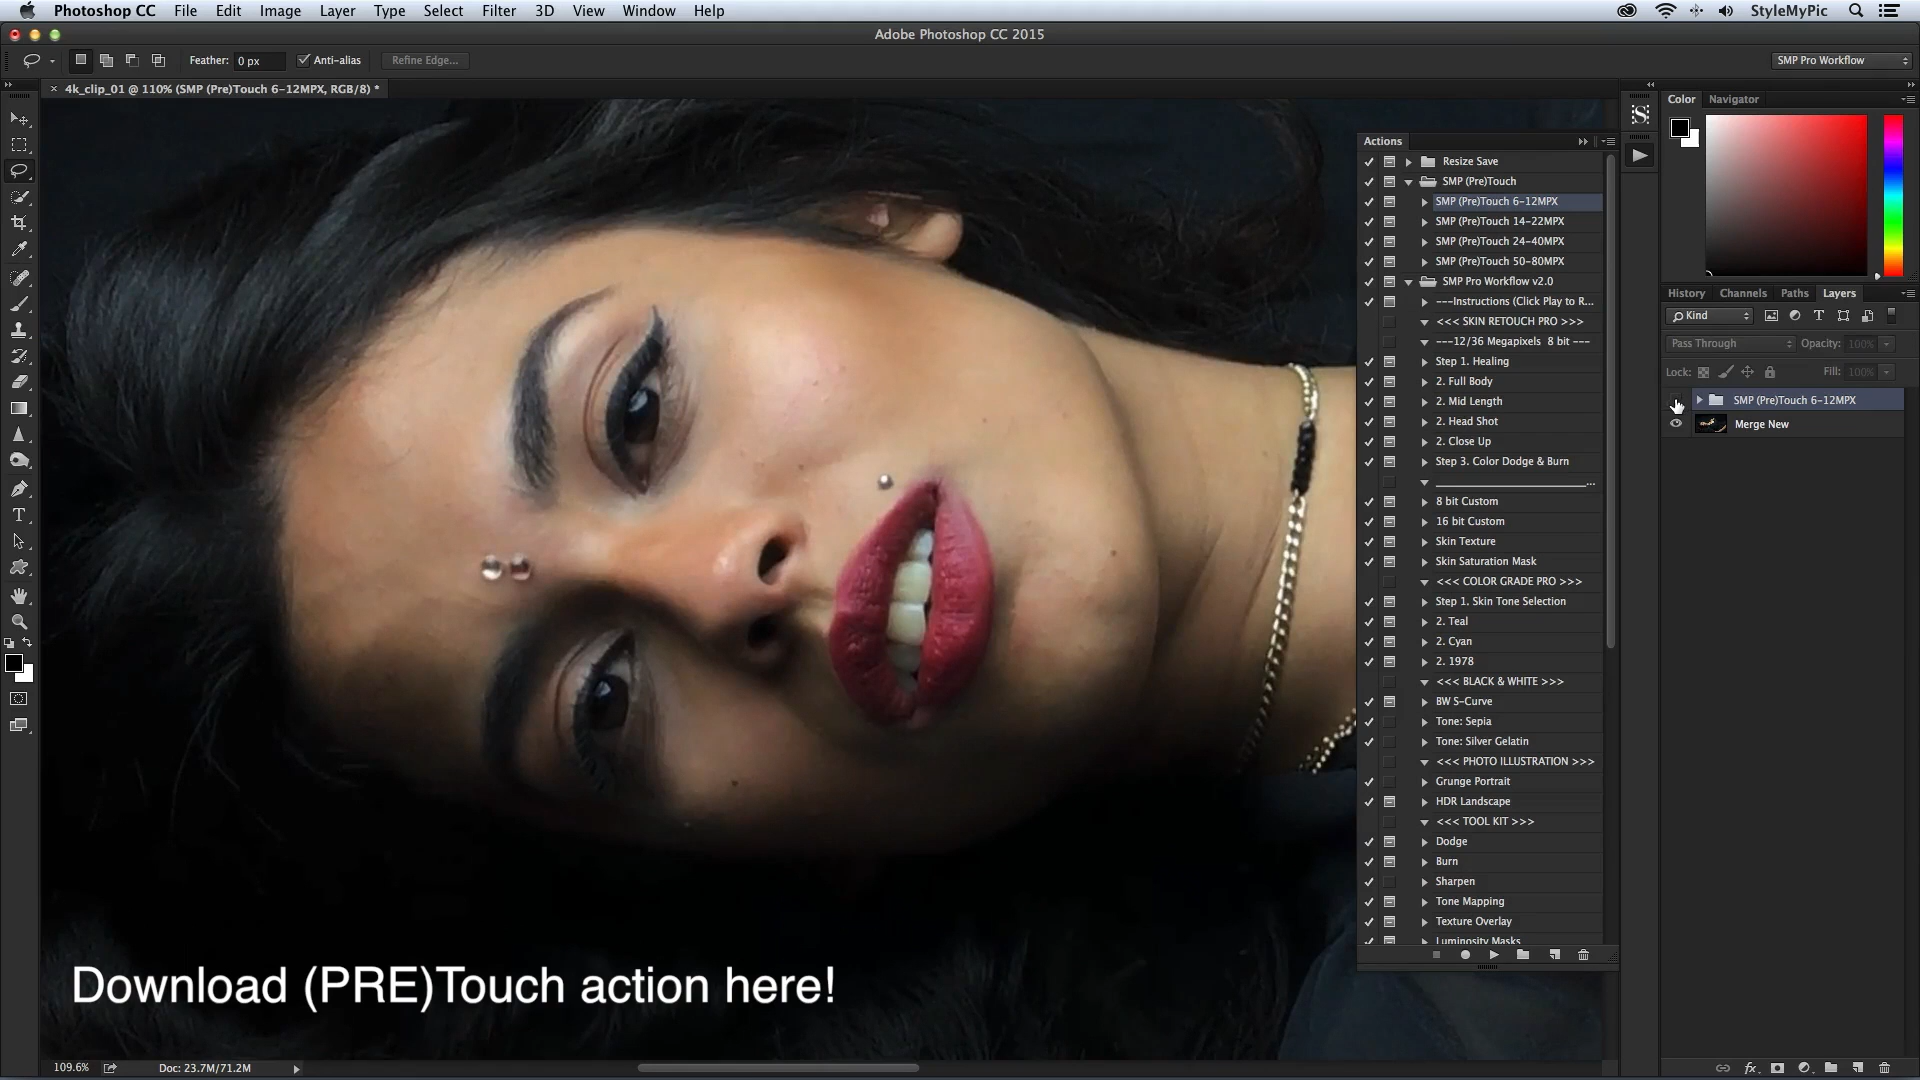 Photoshop CC File Edit Image Layer Type Select Filter 3D View Window Help StyleMyPic
Adobe Photoshop CC 2015
Feather: 0 px Anti-alias Refine Edge... SMP Pro Workflow
4k_clip_01 @ 110% (SMP (Pre)Touch 6-12MPX, RGB/8) *
Actions
Resize Save
SMP (Pre)Touch
SMP (Pre)Touch 6-12MPX
SMP (Pre)Touch 14-22MPX
SMP (Pre)Touch 24-40MPX
SMP (Pre)Touch 50-80MPX
SMP Pro Workflow v2.0
---Instructions (Click Play to R...
<<< SKIN RETOUCH PRO >>>
---12/36 Megapixels 8 bit ---
Step 1. Healing
2. Full Body
2. Mid Length
2. Head Shot
2. Close Up
Step 3. Color Dodge & Burn
___________________________...
8 bit Custom
16 bit Custom
Skin Texture
Skin Saturation Mask
<<< COLOR GRADE PRO >>>
Step 1. Skin Tone Selection
2. Teal
2. Cyan
2. 1978
<<< BLACK & WHITE >>>
BW S-Curve
Tone: Sepia
Tone: Silver Gelatin
<<< PHOTO ILLUSTRATION >>>
Grunge Portrait
HDR Landscape
<<< TOOL KIT >>>
Dodge
Burn
Sharpen
Tone Mapping
Texture Overlay
Luminosity Masks
Color Navigator
History Channels Paths Layers
Kind
Pass Through Opacity: 100%
Lock: Fill: 100%
SMP (Pre)Touch 6-12MPX
Merge New
Download (PRE)Touch action here!
109.6% Doc: 23.7M/71.2M